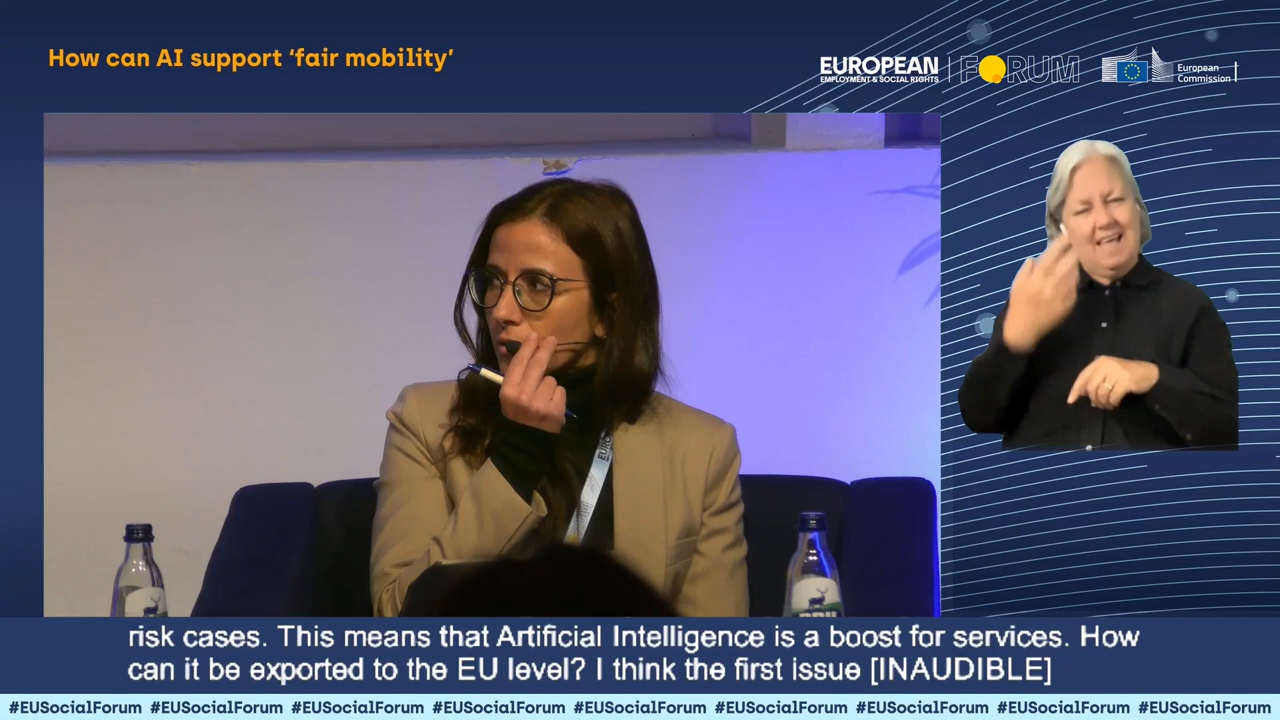 How can AI support ‘fair mobility’
EUROPEAN
EMPLOYMENT & SOCIAL RIGHTS
FORUM
European
Commission
EURO
risk cases. This means that Artificial Intelligence is a boost for services. How
can it be exported to the EU level? I think the first issue [INAUDIBLE]
#EUSocialForum #EUSocialForum #EUSocialForum #EUSocialForum #EUSocialForum #EUSocialForum #EUSocialForum #EUSocialForum #EUSocialForum